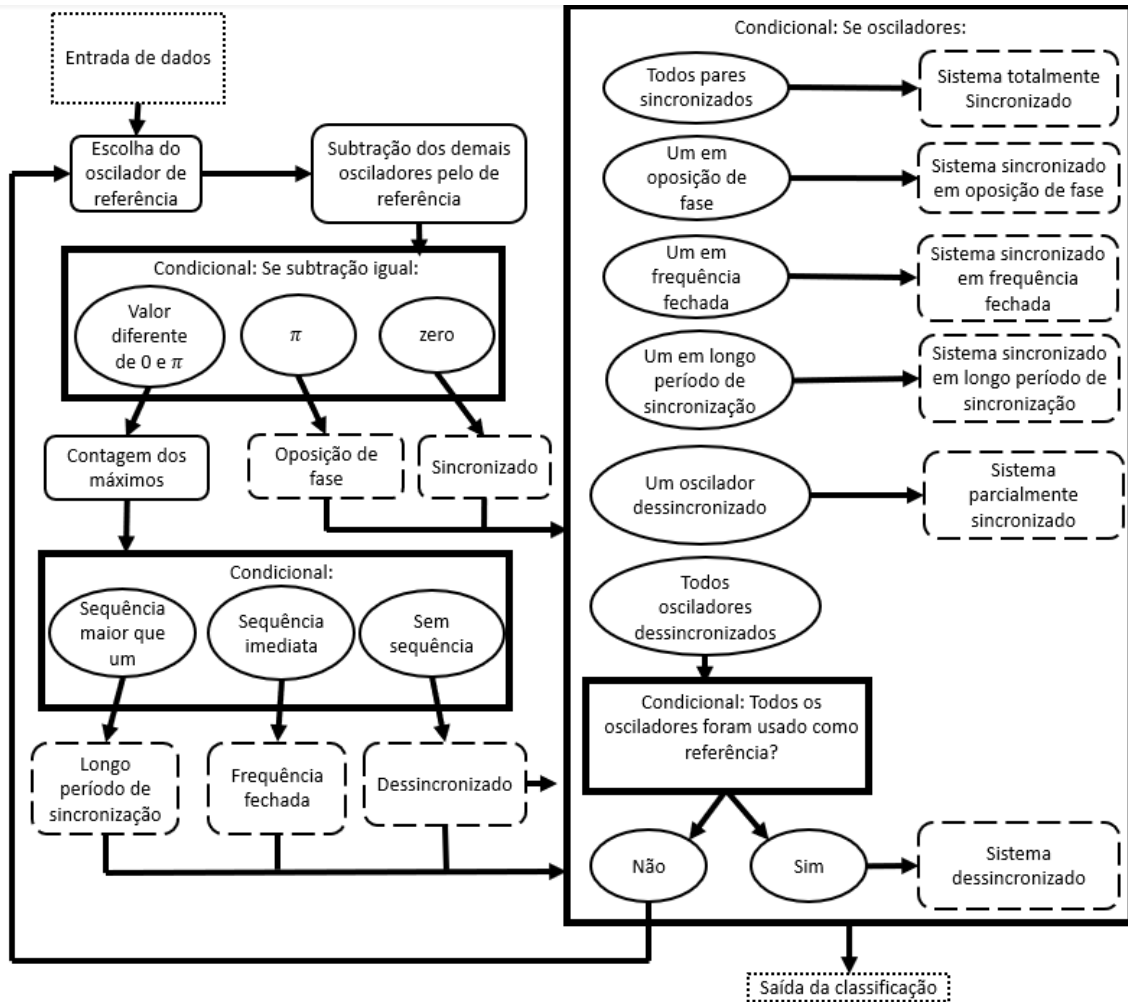 Entrada de dados
Escolha do
oscilador de
referência
Subtração dos demais
osciladores pelo de
referência
Condicional: Se subtração igual:
Valor
diferente
de 0 e π
π
zero
Contagem dos
máximos
Oposição de
fase
Sincronizado
Condicional:
Sequência
maior que
um
Sequência
imediata
Sem
sequência
Longo
período de
sincronização
Frequência
fechada
Dessincronizado
Condicional: Se osciladores:
Todos pares
sincronizados
Sistema totalmente
Sincronizado
Um em
oposição de
fase
Sistema sincronizado
em oposição de fase
Um em
frequência
fechada
Sistema sincronizado
em frequência
fechada
Um em longo
período de
sincronização
Sistema sincronizado
em longo período de
sincronização
Um oscilador
dessincronizado
Sistema
parcialmente
sincronizado
Todos
osciladores
dessincronizados
Condicional: Todos os
osciladores foram usado como
referência?
Não
Sim
Sistema
dessincronizado
Saída da classificação